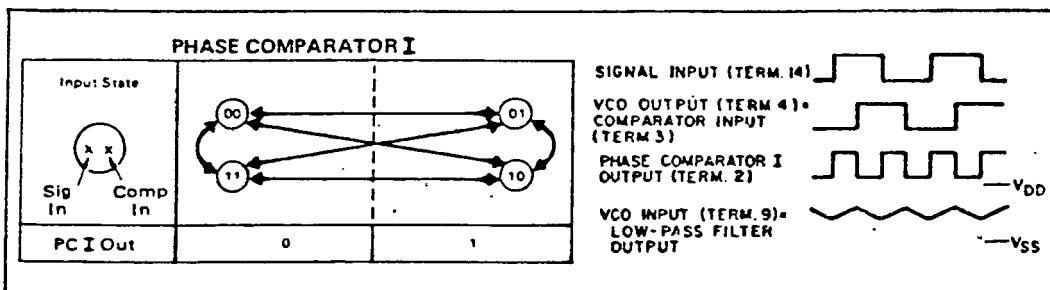 PHASE COMPARATOR I
Input State
x x
Sig In
Comp In
00
01
11
10
PC I Out
0
1
SIGNAL INPUT (TERM. 14)
VCO OUTPUT (TERM 4)=
COMPARATOR INPUT
(TERM 3)
PHASE COMPARATOR I
OUTPUT (TERM. 2)
VDD
VCO INPUT (TERM. 9)=
LOW-PASS FILTER
OUTPUT
VSS